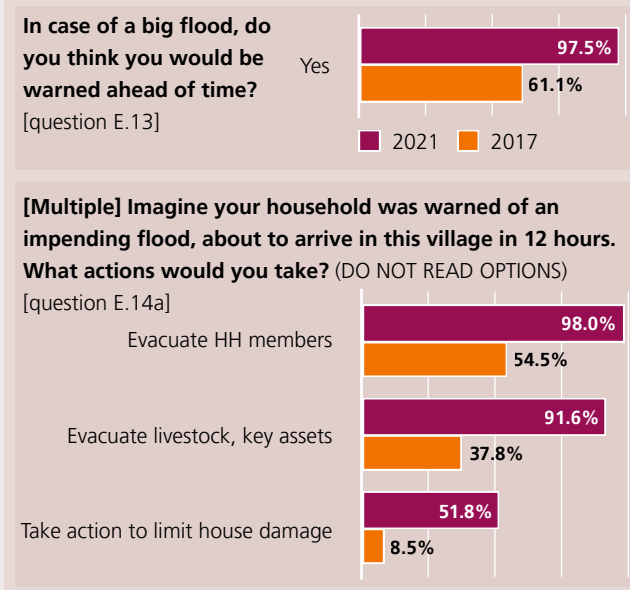 In case of a big flood, do
you think you would be
warned ahead of time?
[question E.13]
Yes
97.5%
61.1%
2021 2017
[Multiple] Imagine your household was warned of an
impending flood, about to arrive in this village in 12 hours.
What actions would you take? (DO NOT READ OPTIONS)
[question E.14a]
Evacuate HH members
98.0%
54.5%
Evacuate livestock, key assets
91.6%
37.8%
Take action to limit house damage
51.8%
8.5%